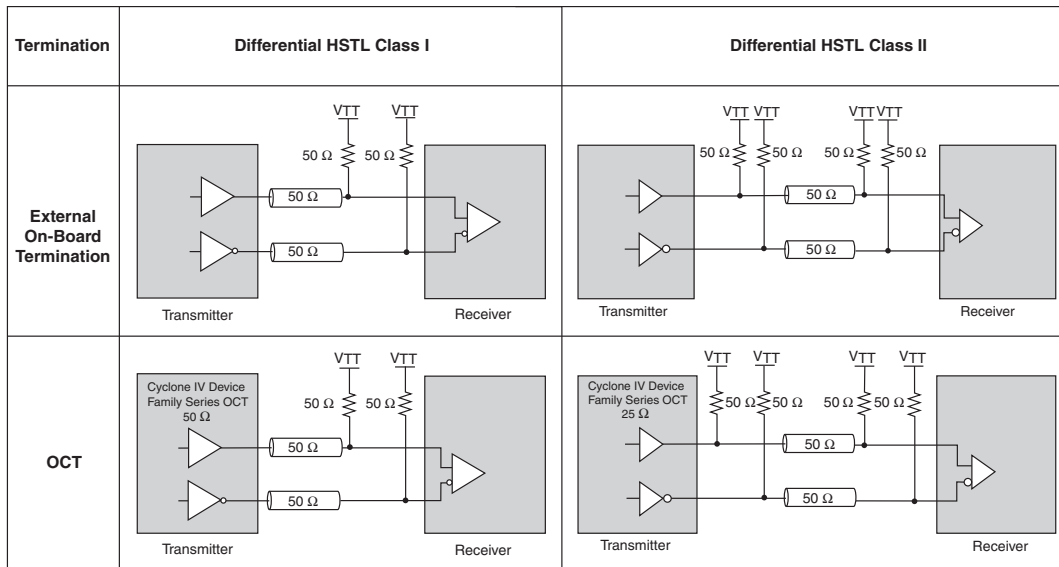 Termination
Differential HSTL Class I
Differential HSTL Class II
External
On-Board
Termination
VTT VTT
50 Ω 50 Ω
50 Ω
50 Ω
Transmitter
Receiver
VTT VTT VTT VTT
50 Ω 50 Ω 50 Ω 50 Ω
50 Ω
50 Ω
Transmitter
Receiver
OCT
VTT VTT
Cyclone IV Device
Family Series OCT
50 Ω
50 Ω 50 Ω
50 Ω
50 Ω
Transmitter
Receiver
VTT VTT VTT VTT
Cyclone IV Device
Family Series OCT
25 Ω
50 Ω 50 Ω 50 Ω 50 Ω
50 Ω
50 Ω
Transmitter
Receiver